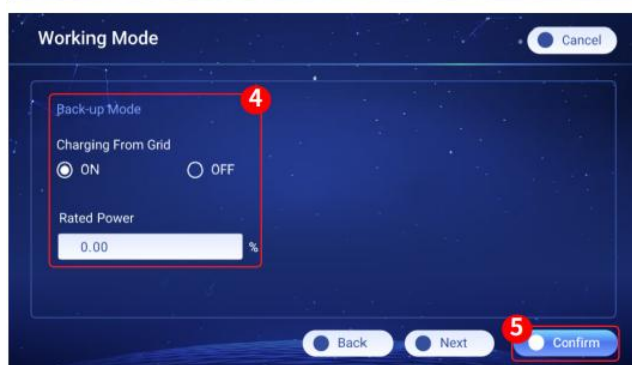 Working Mode
Cancel
4
Back-up Mode
Charging From Grid
ON OFF
Rated Power
0.00 %
5
Back Next Confirm